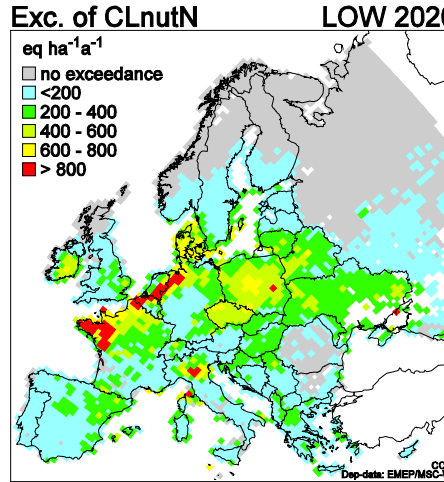 Exc. of CLnutN LOW 2020
eq ha⁻¹a⁻¹
no exceedance
<200
200 - 400
400 - 600
600 - 800
> 800
Dep-data: EMEP/MSC-